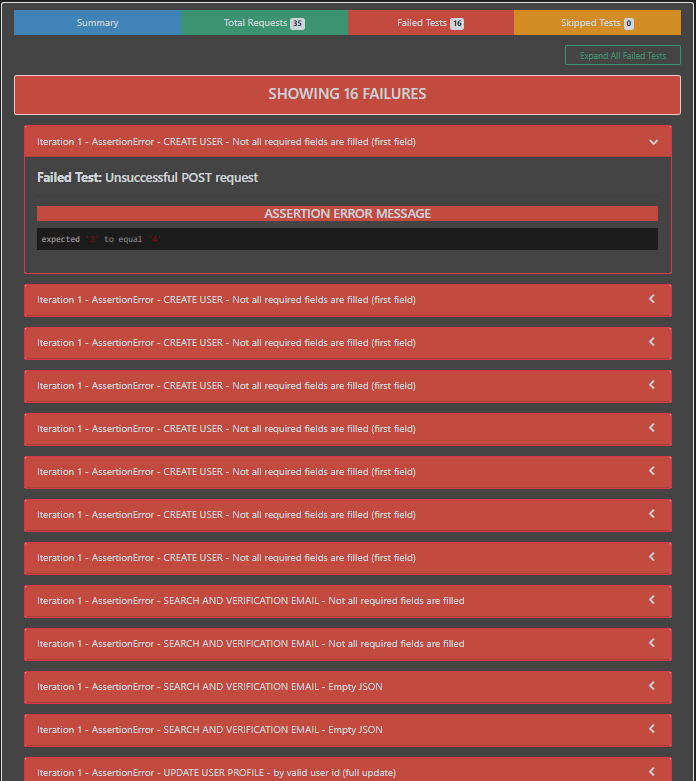 Summary
Total Requests 35
Failed Tests 16
Skipped Tests 0
Expand All Failed Tests
SHOWING 16 FAILURES
Iteration 1 - AssertionError - CREATE USER - Not all required fields are filled (first field)
Failed Test: Unsuccessful POST request
ASSERTION ERROR MESSAGE
expected '2' to equal '4'
Iteration 1 - AssertionError - CREATE USER - Not all required fields are filled (first field)
Iteration 1 - AssertionError - CREATE USER - Not all required fields are filled (first field)
Iteration 1 - AssertionError - CREATE USER - Not all required fields are filled (first field)
Iteration 1 - AssertionError - CREATE USER - Not all required fields are filled (first field)
Iteration 1 - AssertionError - CREATE USER - Not all required fields are filled (first field)
Iteration 1 - AssertionError - CREATE USER - Not all required fields are filled (first field)
Iteration 1 - AssertionError - CREATE USER - Not all required fields are filled (first field)
Iteration 1 - AssertionError - SEARCH AND VERIFICATION EMAIL - Not all required fields are filled
Iteration 1 - AssertionError - SEARCH AND VERIFICATION EMAIL - Not all required fields are filled
Iteration 1 - AssertionError - SEARCH AND VERIFICATION EMAIL - Empty JSON
Iteration 1 - AssertionError - SEARCH AND VERIFICATION EMAIL - Empty JSON
Iteration 1 - AssertionError - UPDATE USER PROFILE - by valid user id (full update)